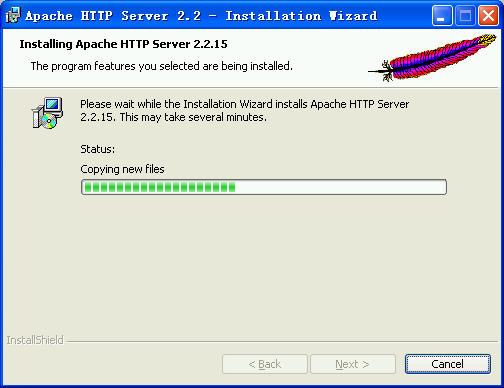 Apache HTTP Server 2.2 - Installation Wizard
Installing Apache HTTP Server 2.2.15
The program features you selected are being installed.
Please wait while the Installation Wizard installs Apache HTTP Server
2.2.15. This may take several minutes.
Status:
Copying new files
InstallShield
< Back
Next >
Cancel